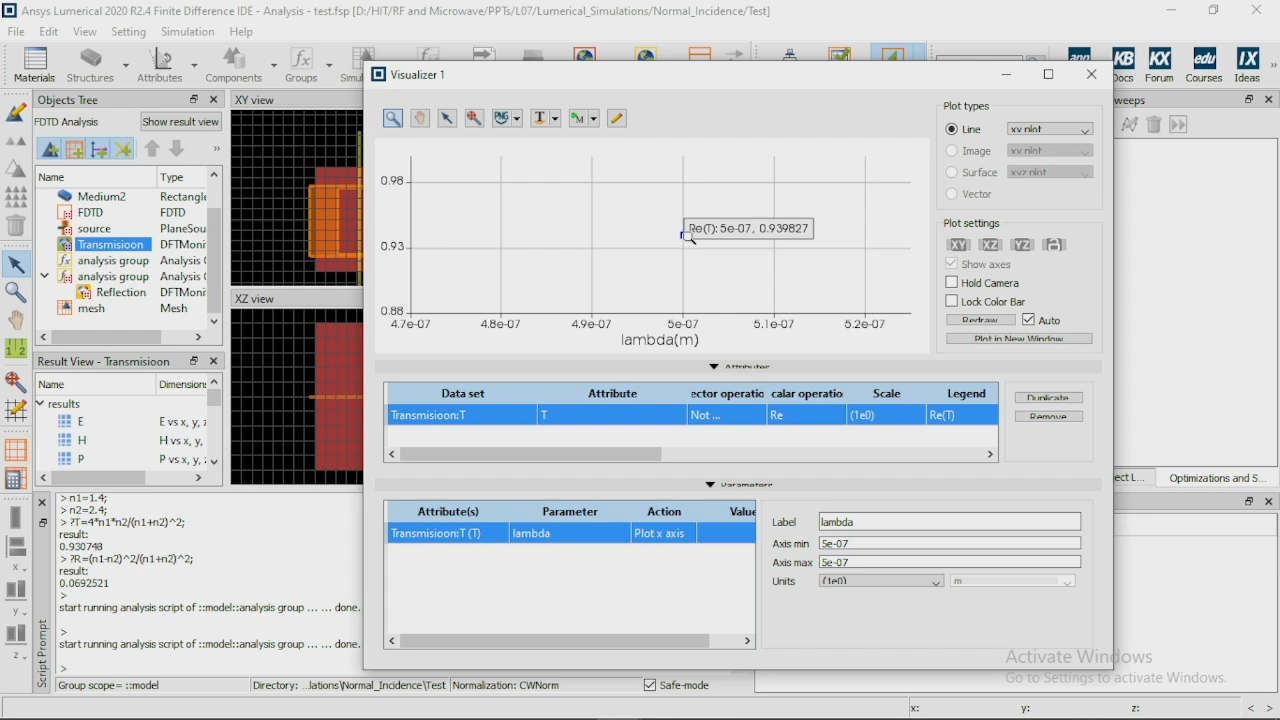 Ansys Lumerical 2020 R2.4 Finite Difference IDE - Analysis - test.fsp [D:/HIT/RF and Microwave/PPTs/L07/Lumerical_Simulations/Normal_Incidence/Test]
File Edit View Setting Simulation Help
Materials Structures Attributes Components Groups Docs Forum Courses Ideas
KB KX edu IX
Objects Tree
FDTD Analysis Show result view
Name Type
Medium2 Rectangle
FDTD FDTD
source PlaneSou
Transmisioon DFTMoni
analysis group Analysis (
analysis group Analysis (
Reflection DFTMoni
mesh Mesh
Result View - Transmisioon
Name Dimensions
results
E E vs x, y, z
H H vs x, y,
P P vs x, y, z
XY view
XZ view
Visualizer 1
0.98
0.93
0.88
4.7e-07 4.8e-07 4.9e-07 5e-07 5.1e-07 5.2e-07
lambda(m)
Re(T): 5e-07, 0.939827
Plot types
Line xy plot
Image xy plot
Surface xyz plot
Vector
Plot settings
XY XZ YZ
Show axes
Hold Camera
Lock Color Bar
Redraw Auto
Plot in New Window
Attributes
Data set Attribute ector operatio calar operatio Scale Legend
Transmisioon:T T Not ... Re (1e0) Re(T)
Duplicate
Remove
Parameters
Attribute(s) Parameter Action Value
Transmisioon:T (T) lambda Plot x axis
Label lambda
Axis min 5e-07
Axis max 5e-07
Units (1e0) m
weeps
ect L... Optimizations and S...
Script Prompt
> n1=1.4;
> n2=2.4;
> ?T=4*n1*n2/(n1+n2)^2;
result:
0.930748
> ?R=(n1-n2)^2/(n1+n2)^2;
result:
0.0692521
>
start running analysis script of ::model::analysis group ... ... done.
>
start running analysis script of ::model::analysis group ... ... done.
>
Group scope= ::model Directory: ...lations\Normal_Incidence\Test Normalization: CWNorm Safe-mode
Activate Windows
Go to Settings to activate Windows.
x: y: z: